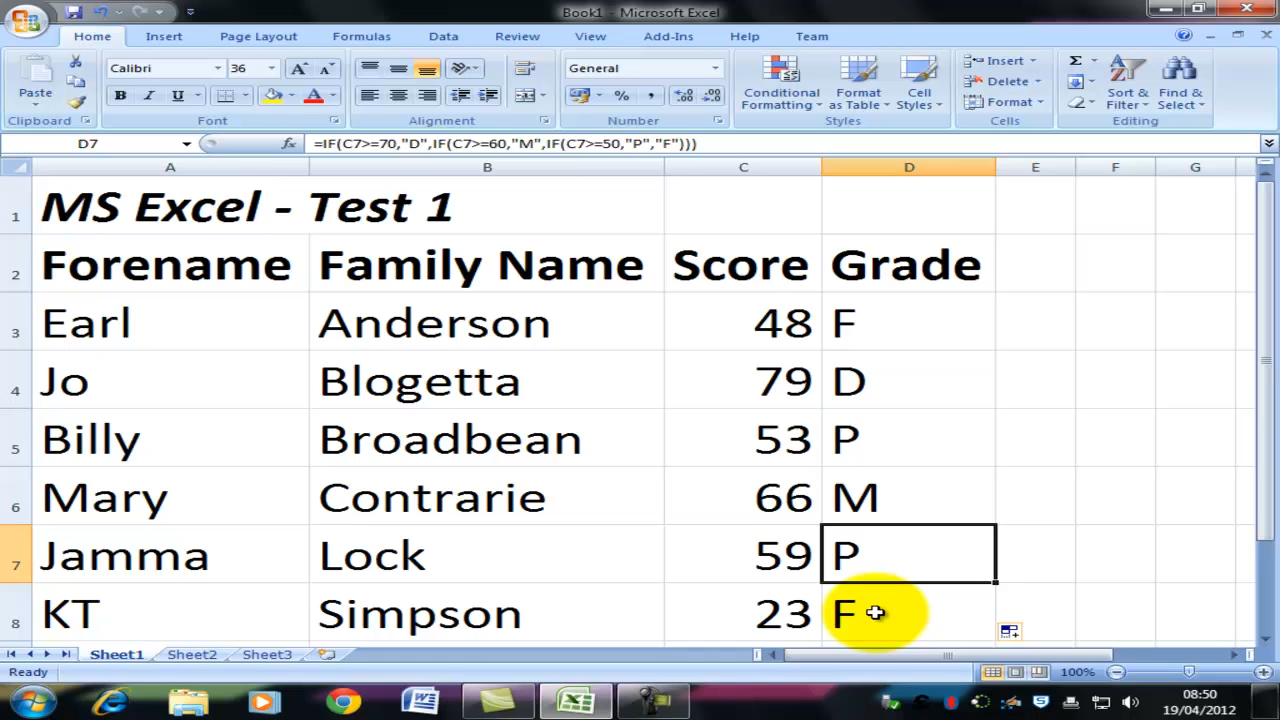 Book1 - Microsoft Excel
Home Insert Page Layout Formulas Data Review View Add-Ins Help Team
Paste
Clipboard
Calibri 36
B I U
Font
Alignment
General
% ,
Number
Conditional Formatting
Format as Table
Cell Styles
Styles
Insert
Delete
Format
Cells
Σ
Sort & Filter
Find & Select
Editing
D7 fx =IF(C7>=70,"D",IF(C7>=60,"M",IF(C7>=50,"P","F")))
A B C D E F G
1 MS Excel - Test 1
2 Forename Family Name Score Grade
3 Earl Anderson 48 F
4 Jo Blogetta 79 D
5 Billy Broadbean 53 P
6 Mary Contrarie 66 M
7 Jamma Lock 59 P
8 KT Simpson 23 F
Sheet1 Sheet2 Sheet3
Ready 100%
08:50
19/04/2012